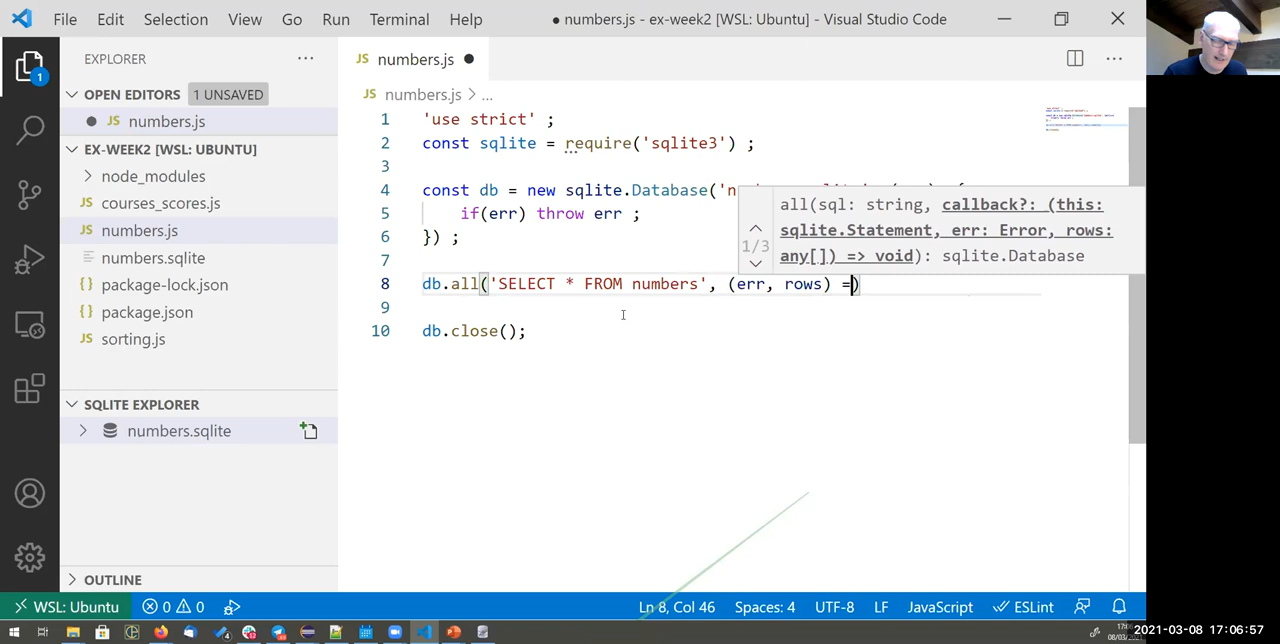 File Edit Selection View Go Run Terminal Help ● numbers.js - ex-week2 [WSL: Ubuntu] - Visual Studio Code
EXPLORER ···
JS numbers.js ●
OPEN EDITORS 1 UNSAVED
● JS numbers.js
EX-WEEK2 [WSL: UBUNTU]
node_modules
JS courses_scores.js
JS numbers.js
numbers.sqlite
{} package-lock.json
{} package.json
JS sorting.js
SQLITE EXPLORER
numbers.sqlite
OUTLINE
1
JS numbers.js > ...
1 'use strict' ;
2 const sqlite = require('sqlite3') ;
3
4 const db = new sqlite.Database('n
5 if(err) throw err ;
6 }) ;
7
8 db.all('SELECT * FROM numbers', (err, rows) =)
9
10 db.close();
1/3
all(sql: string, callback?: (this:
sqlite.Statement, err: Error, rows:
any[]) => void): sqlite.Database
WSL: Ubuntu 0 0 Ln 8, Col 46 Spaces: 4 UTF-8 LF JavaScript ESLint
2021-03-08 17:06:57